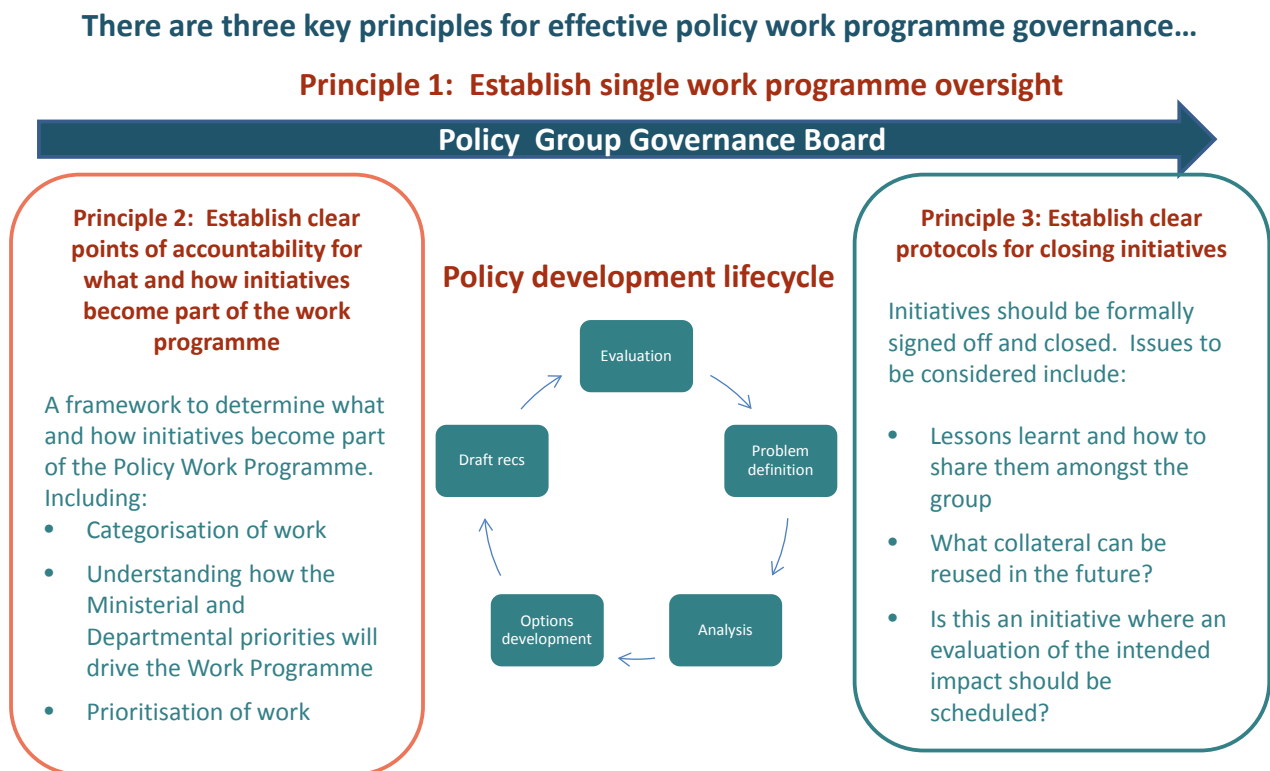 There are three key principles for effective policy work programme governance…
Principle 1:  Establish single work programme oversight
Policy  Group Governance Board
Principle 2:  Establish clear
points of accountability for
what and how initiatives
become part of the work
programme
A framework to determine what
and how initiatives become part
of the Policy Work Programme.
Including:
• Categorisation of work
• Understanding how the
Ministerial and
Departmental priorities will
drive the Work Programme
• Prioritisation of work
Policy development lifecycle
Evaluation
Problem
definition
Analysis
Options
development
Draft recs
Principle 3: Establish clear
protocols for closing initiatives
Initiatives should be formally
signed off and closed.  Issues to
be considered include:
• Lessons learnt and how to
share them amongst the
group
• What collateral can be
reused in the future?
• Is this an initiative where an
evaluation of the intended
impact should be
scheduled?